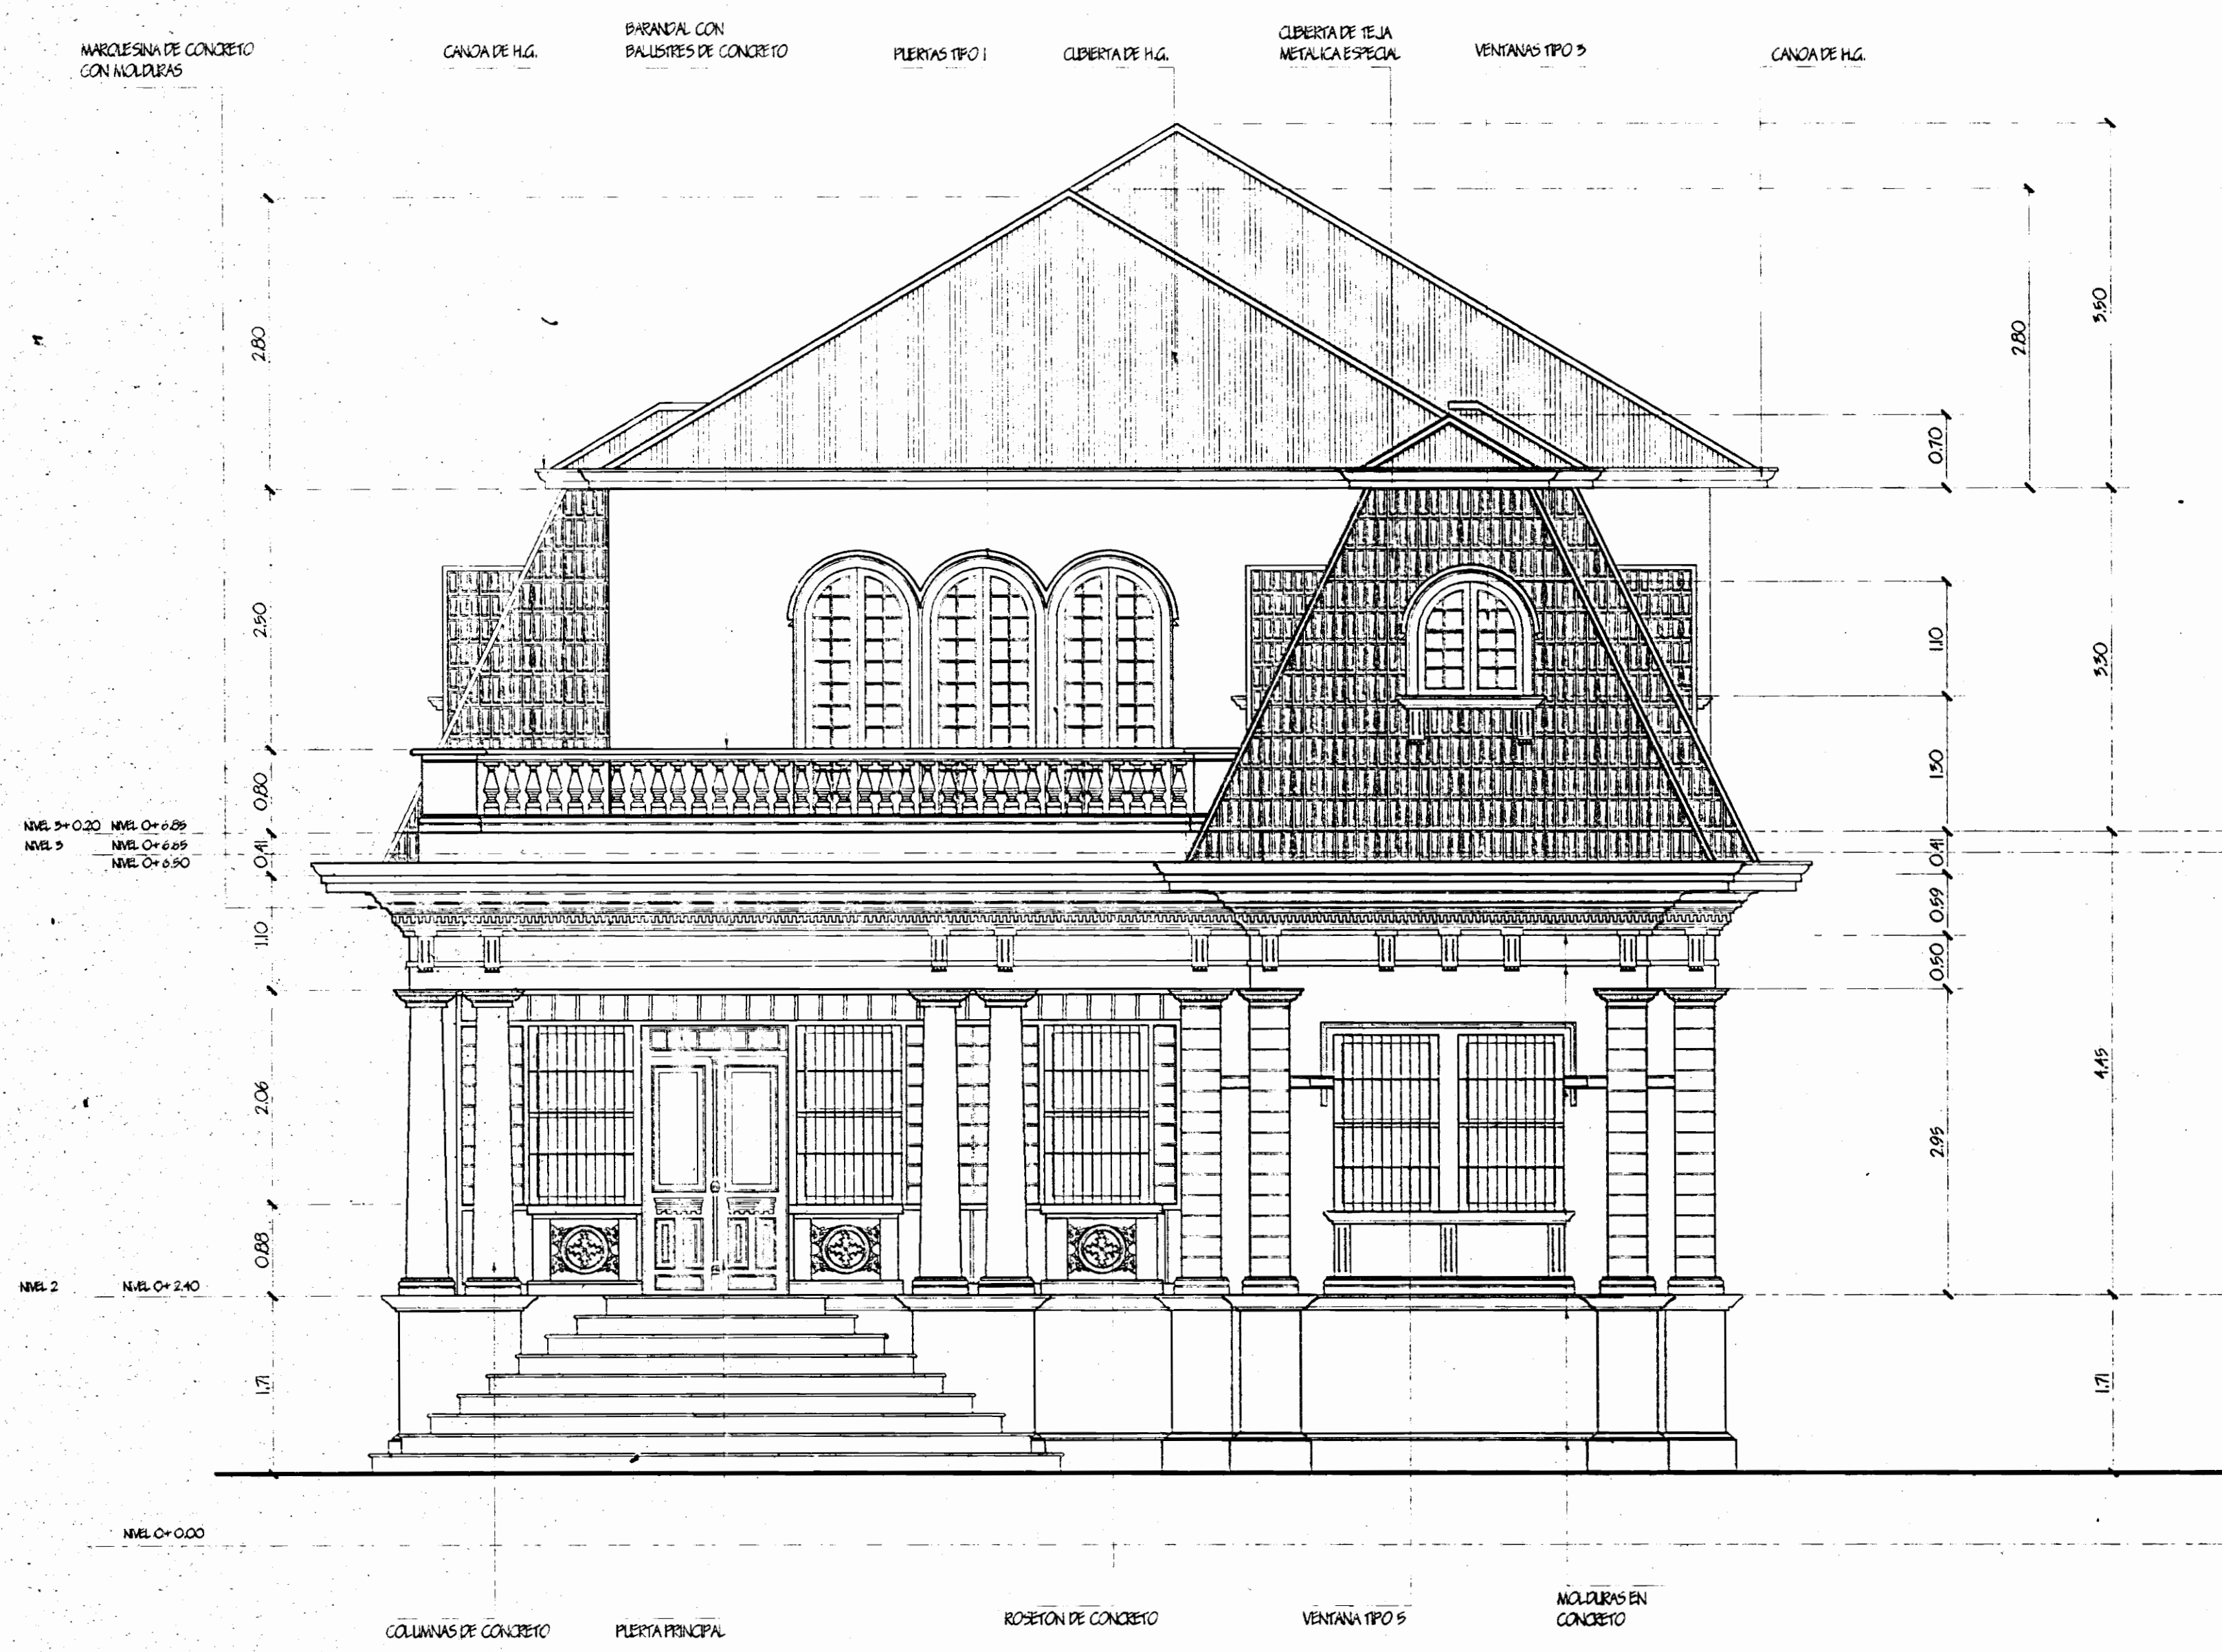 MARQUESINA DE CONCRETO
CON MOLDURAS
CANOA DE H.G.
BARANDAL CON
BALUSTRES DE CONCRETO
PUERTAS TIPO 1
CUBIERTA DE H.G.
CUBIERTA DE TEJA
METALICA ESPECIAL
VENTANAS TIPO 3
CANOA DE H.G.
2.80
2.50
0.80
0.41
1.10
2.06
0.88
1.71
NIVEL 3+0.20 NIVEL 0+6.85
NIVEL 3 NIVEL 0+6.65
NIVEL 0+6.50
NIVEL 2 NIVEL 0+2.40
NIVEL 0+0.00
0.70
1.10
1.30
0.41
0.59
0.50
2.95
2.80
3.50
3.30
4.45
1.71
COLUMNAS DE CONCRETO
PUERTA PRINCIPAL
ROSETON DE CONCRETO
VENTANA TIPO 5
MOLDURAS EN
CONCRETO